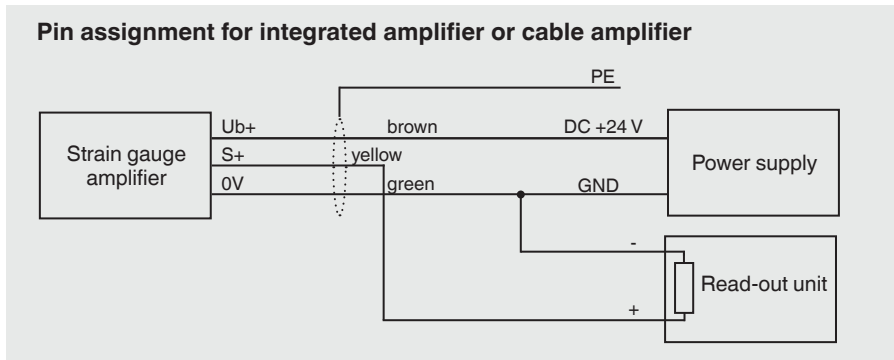 Pin assignment for integrated amplifier or cable amplifier
PE
Ub+ brown DC +24 V
Strain gauge
amplifier
S+ yellow
Power supply
0V green GND
-
Read-out unit
+